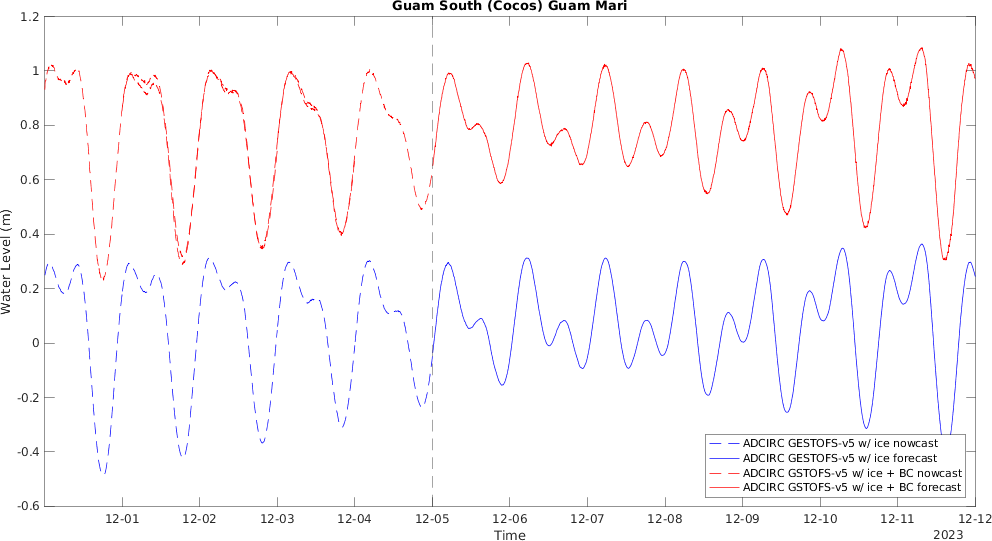 Guam South (Cocos) Guam Mari
1.2
1
0.8
0.6
0.4
0.2
0
-0.2
-0.4
-0.6
Water Level (m)
ADCIRC GESTOFS-v5 w/ ice nowcast
ADCIRC GESTOFS-v5 w/ ice forecast
ADCIRC GSTOFS-v5 w/ ice + BC nowcast
ADCIRC GSTOFS-v5 w/ ice + BC forecast
12-01 12-02 12-03 12-04 12-05 12-06 12-07 12-08 12-09 12-10 12-11 12-12
Time
2023